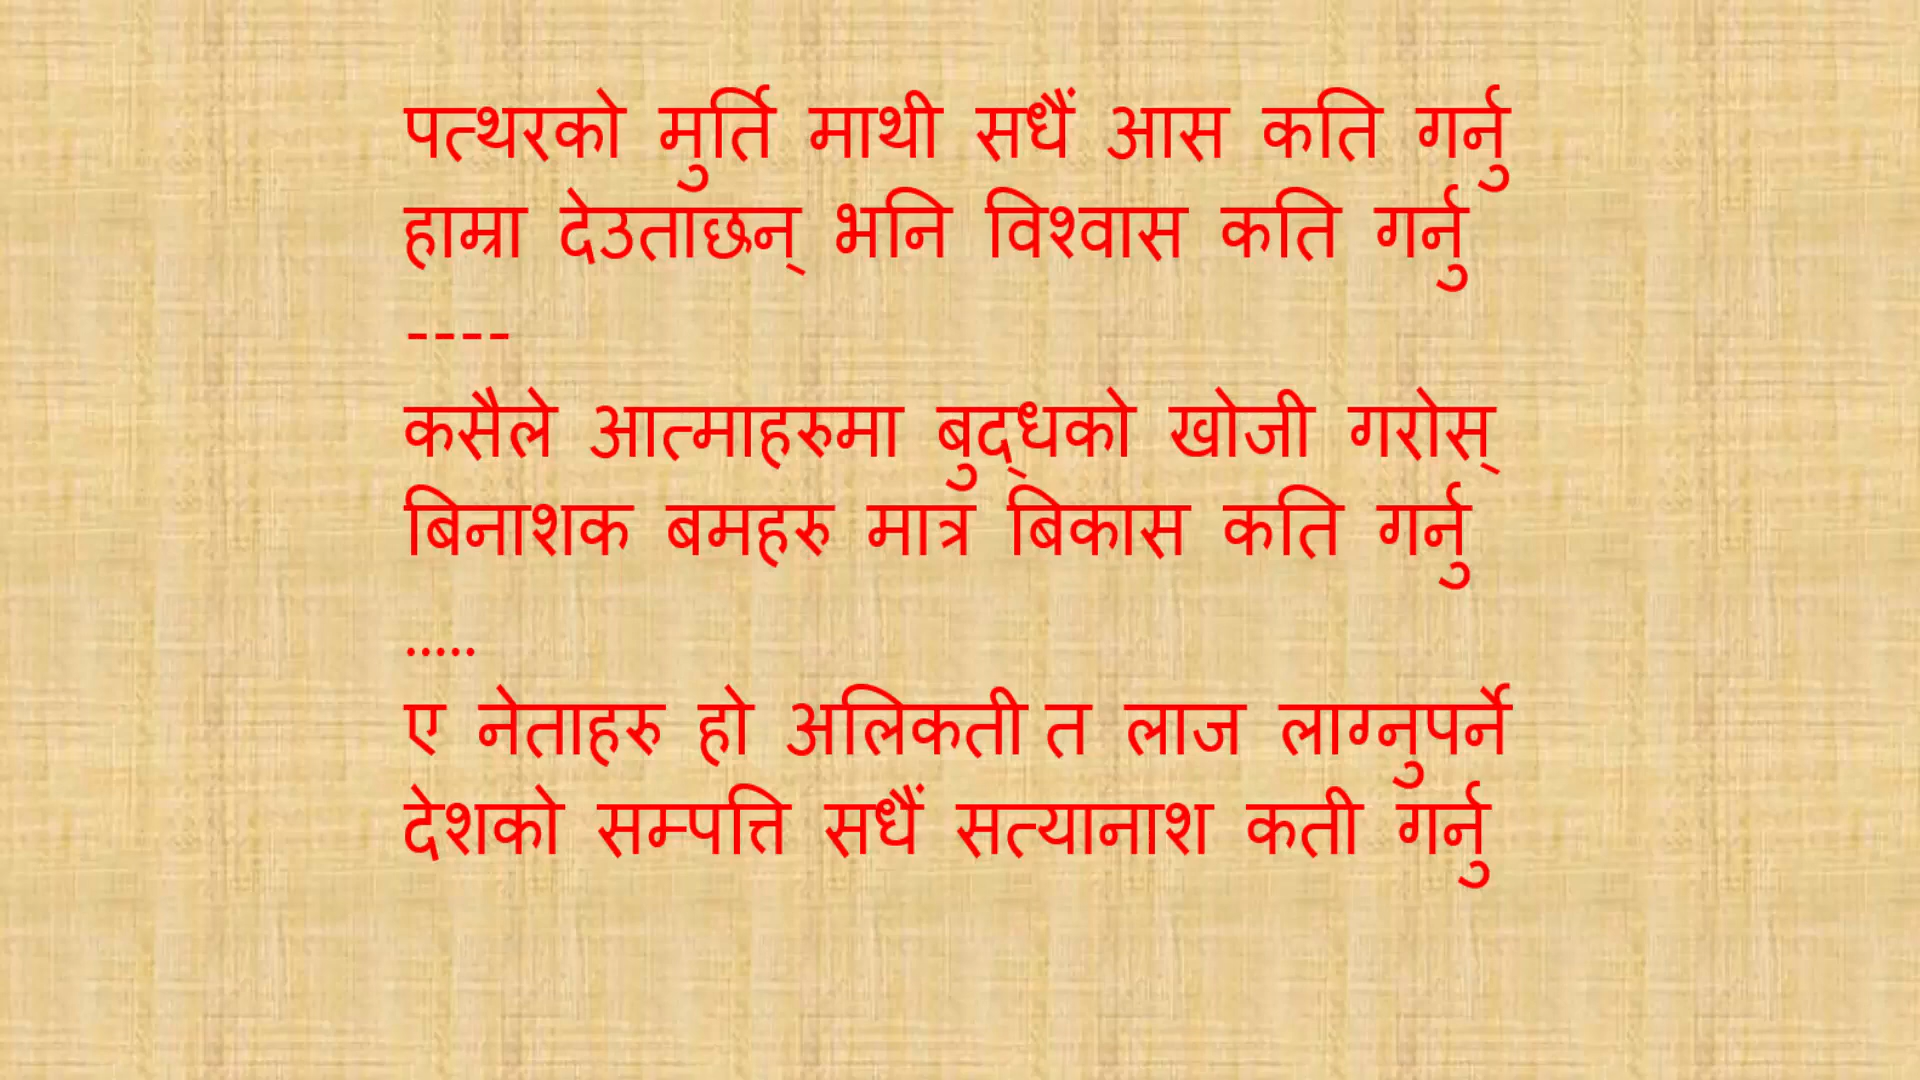 पत्थरको मुर्ति माथी सधैं आस कति गर्नु
हाम्रा देउताछन् भनि विश्वास कति गर्नु
----
कसैले आत्माहरुमा बुद्धको खोजी गरोस्
बिनाशक बमहरु मात्र बिकास कति गर्नु
.....
ए नेताहरु हो अलिकती त लाज लाग्नुपर्ने
देशको सम्पत्ति सधैं सत्यानाश कती गर्नु